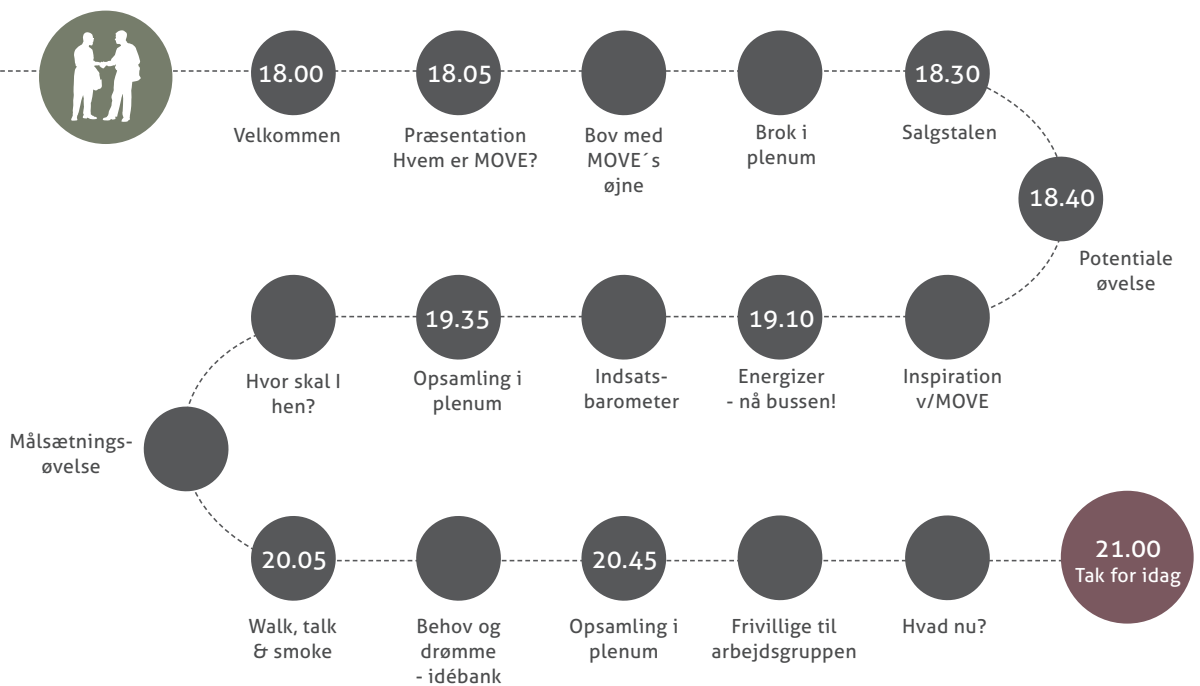 18.00
Velkommen
18.05
Præsentation
Hvem er MOVE?
Bov med
MOVE´s
øjne
Brok i
plenum
18.30
Salgstalen
18.40
Potentiale
øvelse
Inspiration
v/MOVE
19.10
Energizer
- nå bussen!
Indsats-
barometer
19.35
Opsamling i
plenum
Hvor skal I
hen?
Målsætnings-
øvelse
20.05
Walk, talk
& smoke
Behov og
drømme
- idébank
20.45
Opsamling i
plenum
Frivillige til
arbejdsgruppen
Hvad nu?
21.00
Tak for idag